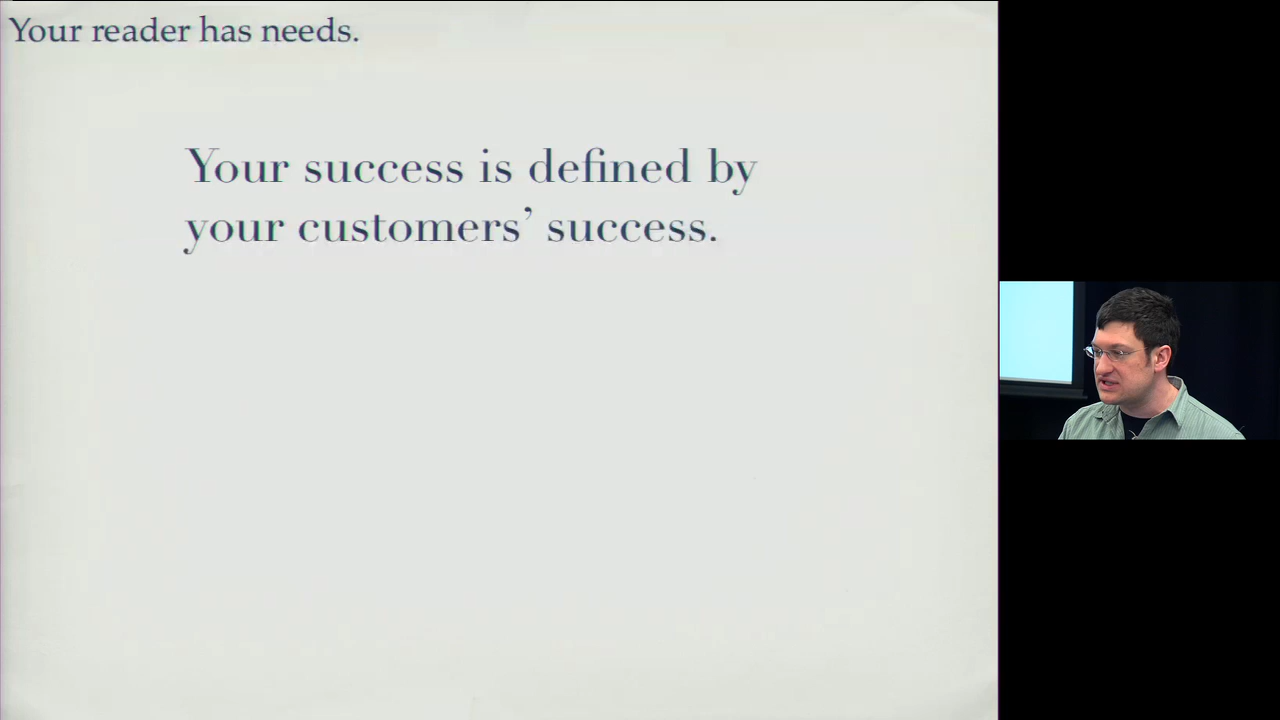 Your reader has needs.
Your success is defined by
your customers’ success.